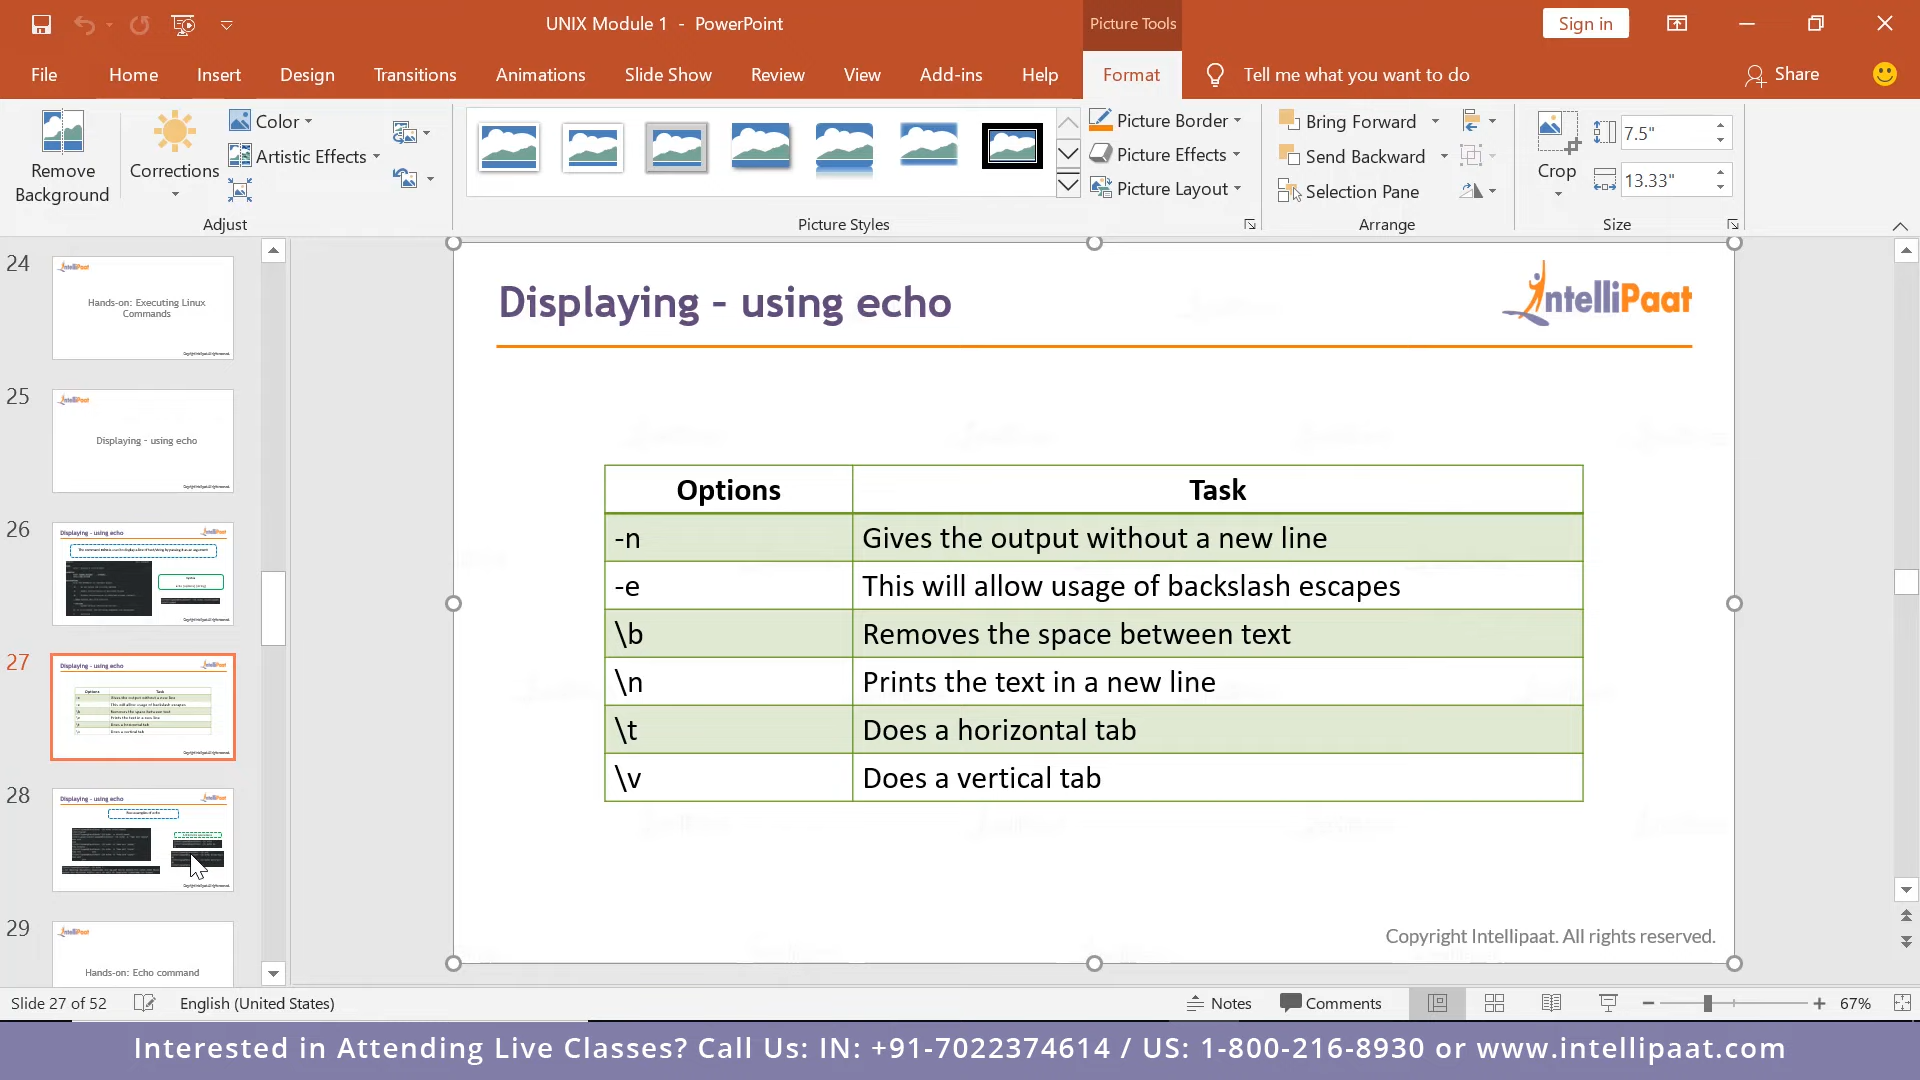 UNIX Module 1 - PowerPoint
Picture Tools
Sign in
File
Home
Insert
Design
Transitions
Animations
Slide Show
Review
View
Add-ins
Help
Format
Tell me what you want to do
Share
Remove
Background
Corrections
Color
Artistic Effects
Adjust
Picture Styles
Picture Border
Picture Effects
Picture Layout
Bring Forward
Send Backward
Selection Pane
Arrange
Crop
7.5"
13.33"
Size
24
Hands-on: Executing Linux
Commands
25
Displaying - using echo
26
Displaying - using echo
27
Displaying - using echo
Options Task
28
Displaying - using echo
29
Hands-on: Echo command
Displaying - using echo
IntelliPaat
Options Task
-n Gives the output without a new line
-e This will allow usage of backslash escapes
\b Removes the space between text
\n Prints the text in a new line
\t Does a horizontal tab
\v Does a vertical tab
Copyright Intellipaat. All rights reserved.
Slide 27 of 52
English (United States)
Notes
Comments
67%
Interested in Attending Live Classes? Call Us: IN: +91-7022374614 / US: 1-800-216-8930 or www.intellipaat.com